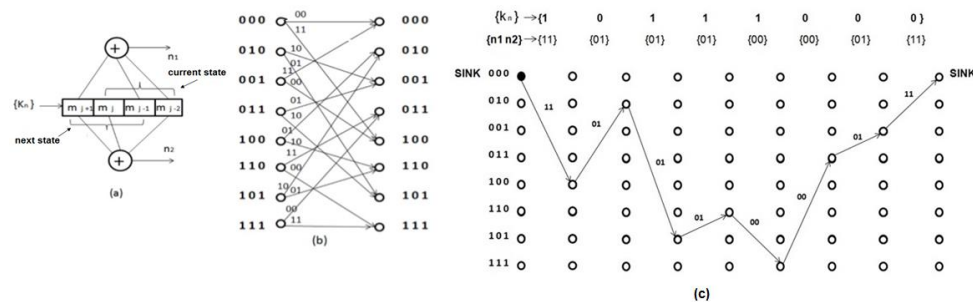 n1
current state
j
{Kn}
m j+1 m j m j-1 m j-2
next state
n2
(a)
000 00 000
11
010 10 010
01
001 11 001
00
011 01 011
10
100 01 100
10
110 11 110
00
101 10 101
01
111 00 111
11
(b)
{kn} {1 0 1 1 1 0 0 0 }
{n1 n2} {11} {01} {01} {01} {00} {00} {01} {11}
SINK 000 SINK
010 11 01 11
001 01
011 01
100 00
110 01 00
101
111
(c)